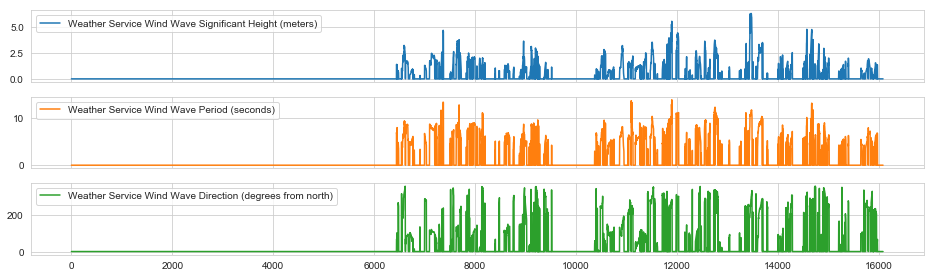 Weather Service Wind Wave Significant Height (meters)
5.0
2.5
0.0
Weather Service Wind Wave Period (seconds)
10
0
Weather Service Wind Wave Direction (degrees from north)
200
0
0 2000 4000 6000 8000 10000 12000 14000 16000